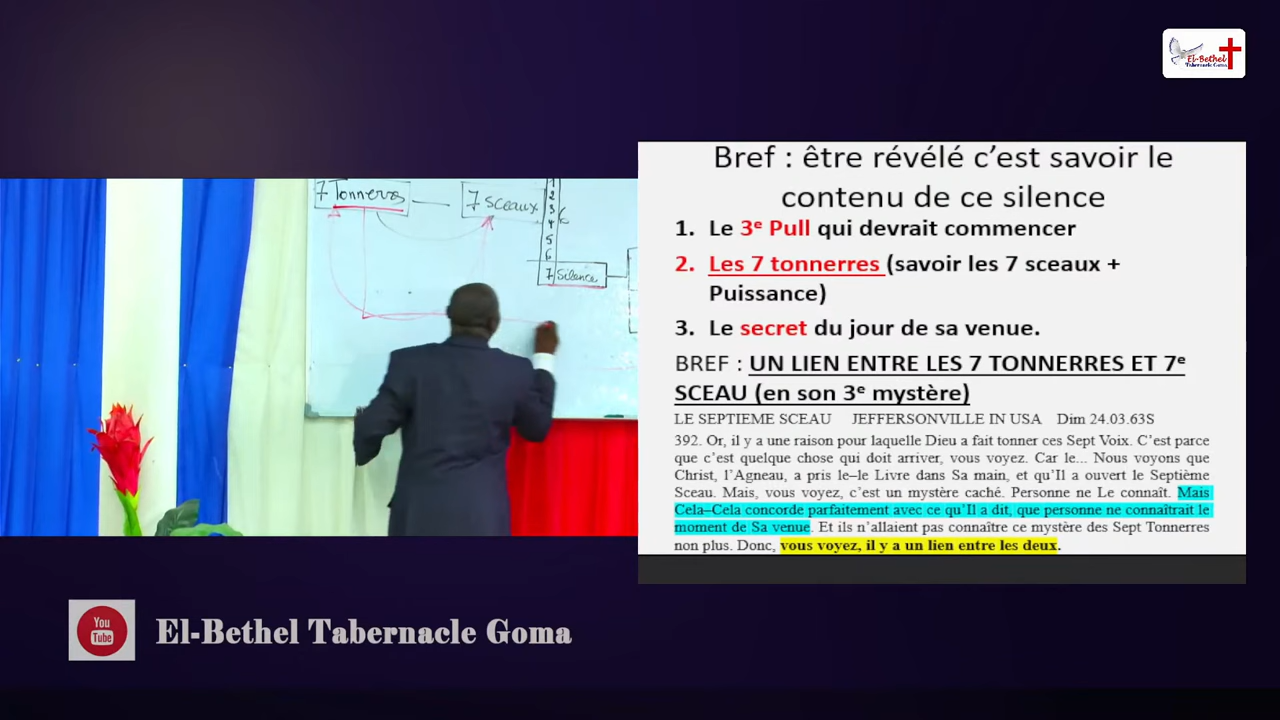 El-Bethel
Tabernacle Goma
7 Tonnerres
7 Sceaux
1
2
3
4
5
6
7 Silence
Bref : être révélé c’est savoir le
contenu de ce silence
1. Le 3ᵉ Pull qui devrait commencer
2. Les 7 tonnerres (savoir les 7 sceaux +
Puissance)
3. Le secret du jour de sa venue.
BREF : UN LIEN ENTRE LES 7 TONNERRES ET 7ᵉ
SCEAU (en son 3ᵉ mystère)
LE SEPTIEME SCEAU JEFFERSONVILLE IN USA Dim 24.03.63S
392. Or, il y a une raison pour laquelle Dieu a fait tonner ces Sept Voix. C’est parce
que c’est quelque chose qui doit arriver, vous voyez. Car le... Nous voyons que
Christ, l’Agneau, a pris le–le Livre dans Sa main, et qu’Il a ouvert le Septième
Sceau. Mais, vous voyez, c’est un mystère caché. Personne ne Le connaît. Mais
Cela–Cela concorde parfaitement avec ce qu’Il a dit, que personne ne connaîtrait le
moment de Sa venue. Et ils n’allaient pas connaître ce mystère des Sept Tonnerres
non plus. Donc, vous voyez, il y a un lien entre les deux.
You
Tube
El-Bethel Tabernacle Goma